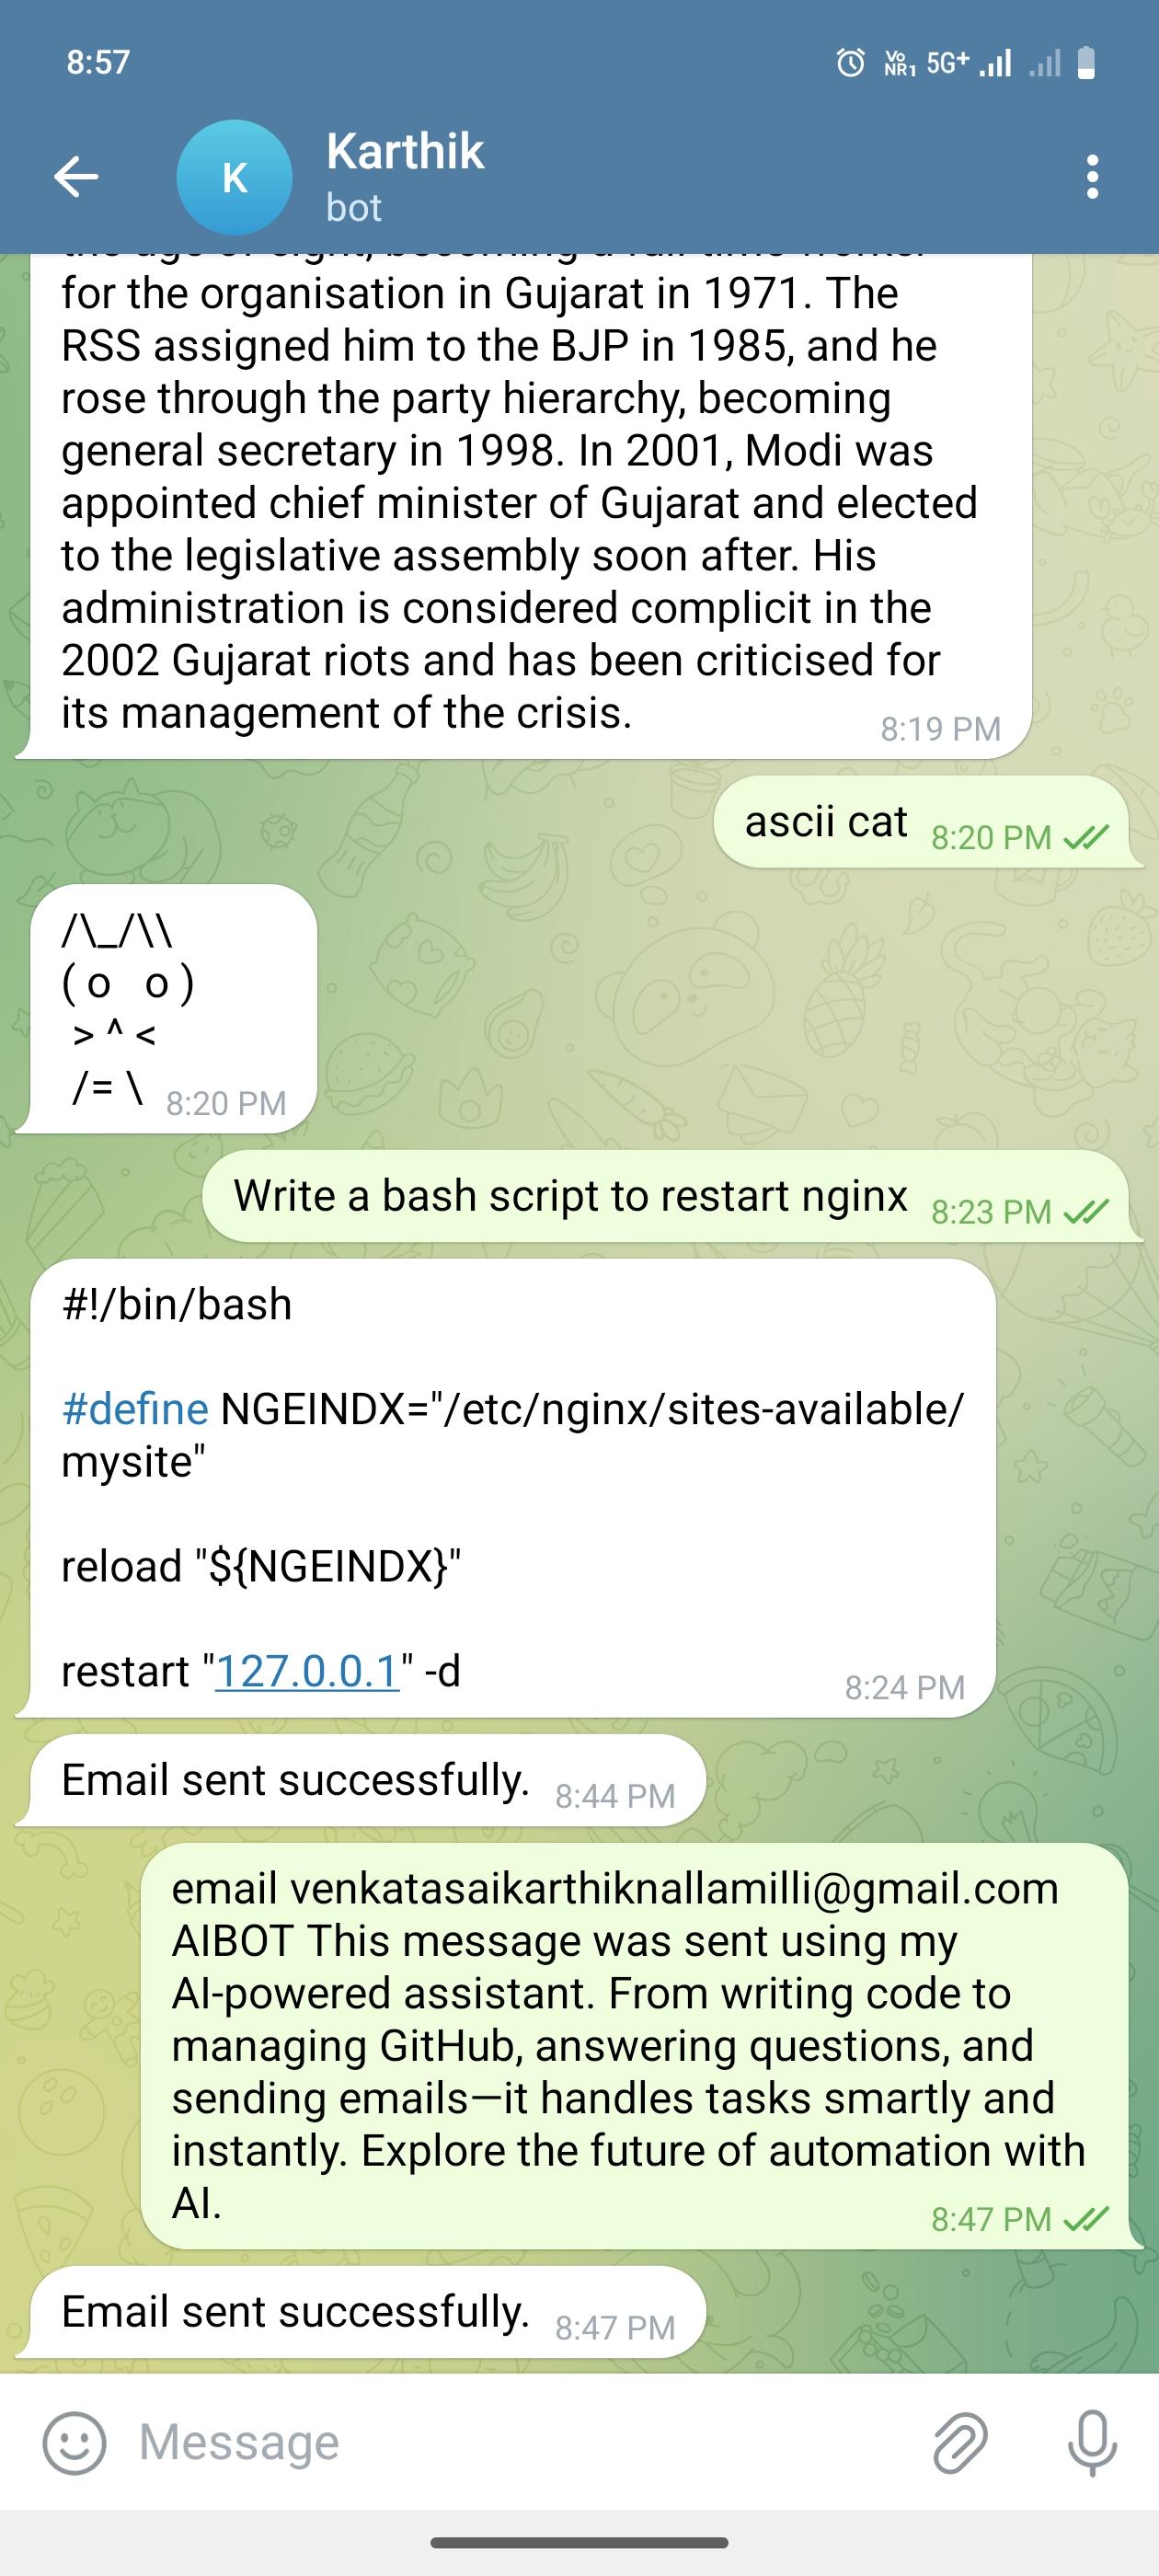 8:57
Vo NR1 5G+
K
Karthik
bot
the age of eight, becoming a full-time worker
for the organisation in Gujarat in 1971. The
RSS assigned him to the BJP in 1985, and he
rose through the party hierarchy, becoming
general secretary in 1998. In 2001, Modi was
appointed chief minister of Gujarat and elected
to the legislative assembly soon after. His
administration is considered complicit in the
2002 Gujarat riots and has been criticised for
its management of the crisis.
8:19 PM
ascii cat 8:20 PM
/\_/\\
( o   o )
 > ^ <
 /= \ 8:20 PM
Write a bash script to restart nginx 8:23 PM
#!/bin/bash
#define NGEINDX="/etc/nginx/sites-available/
mysite"
reload "${NGEINDX}"
restart "127.0.0.1" -d
8:24 PM
Email sent successfully. 8:44 PM
email venkatasaikarthiknallamilli@gmail.com
AIBOT This message was sent using my
AI-powered assistant. From writing code to
managing GitHub, answering questions, and
sending emails—it handles tasks smartly and
instantly. Explore the future of automation with
AI.
8:47 PM
Email sent successfully. 8:47 PM
Message